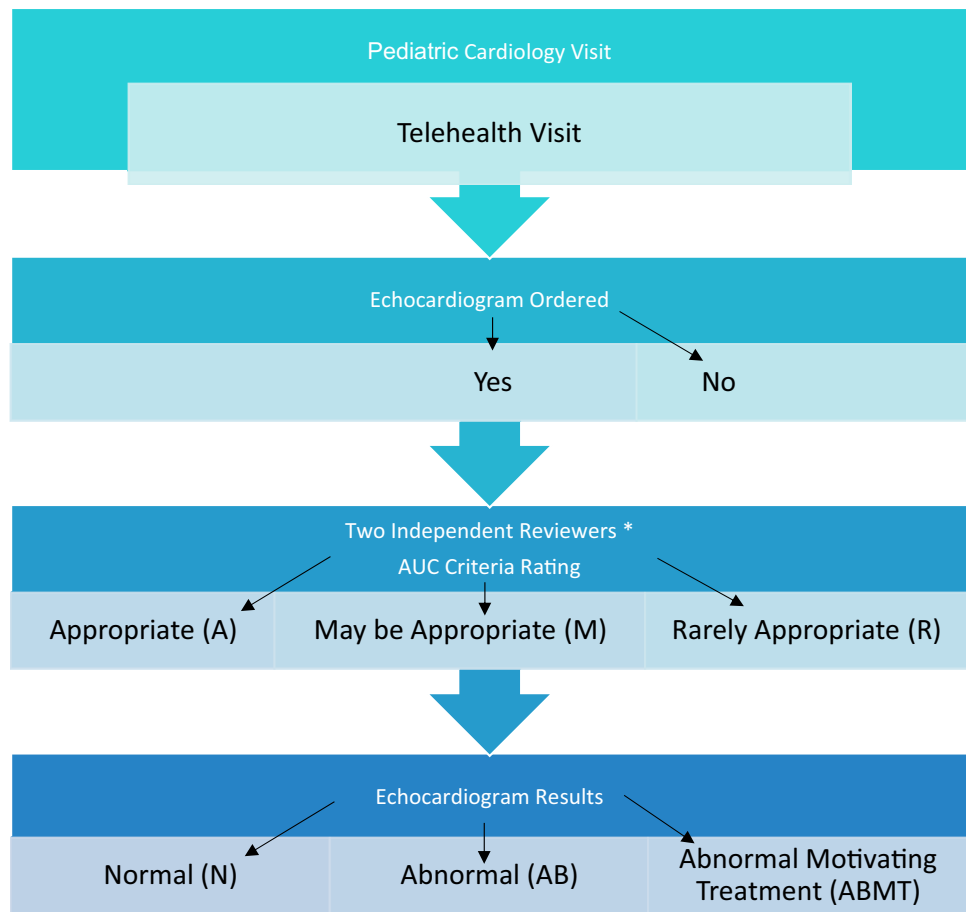 Pediatric Cardiology Visit
Telehealth Visit
Echocardiogram Ordered
Yes
No
Two Independent Reviewers *
AUC Criteria Rating
Appropriate (A)
May be Appropriate (M)
Rarely Appropriate (R)
Echocardiogram Results
Normal (N)
Abnormal (AB)
Abnormal Motivating
Treatment (ABMT)